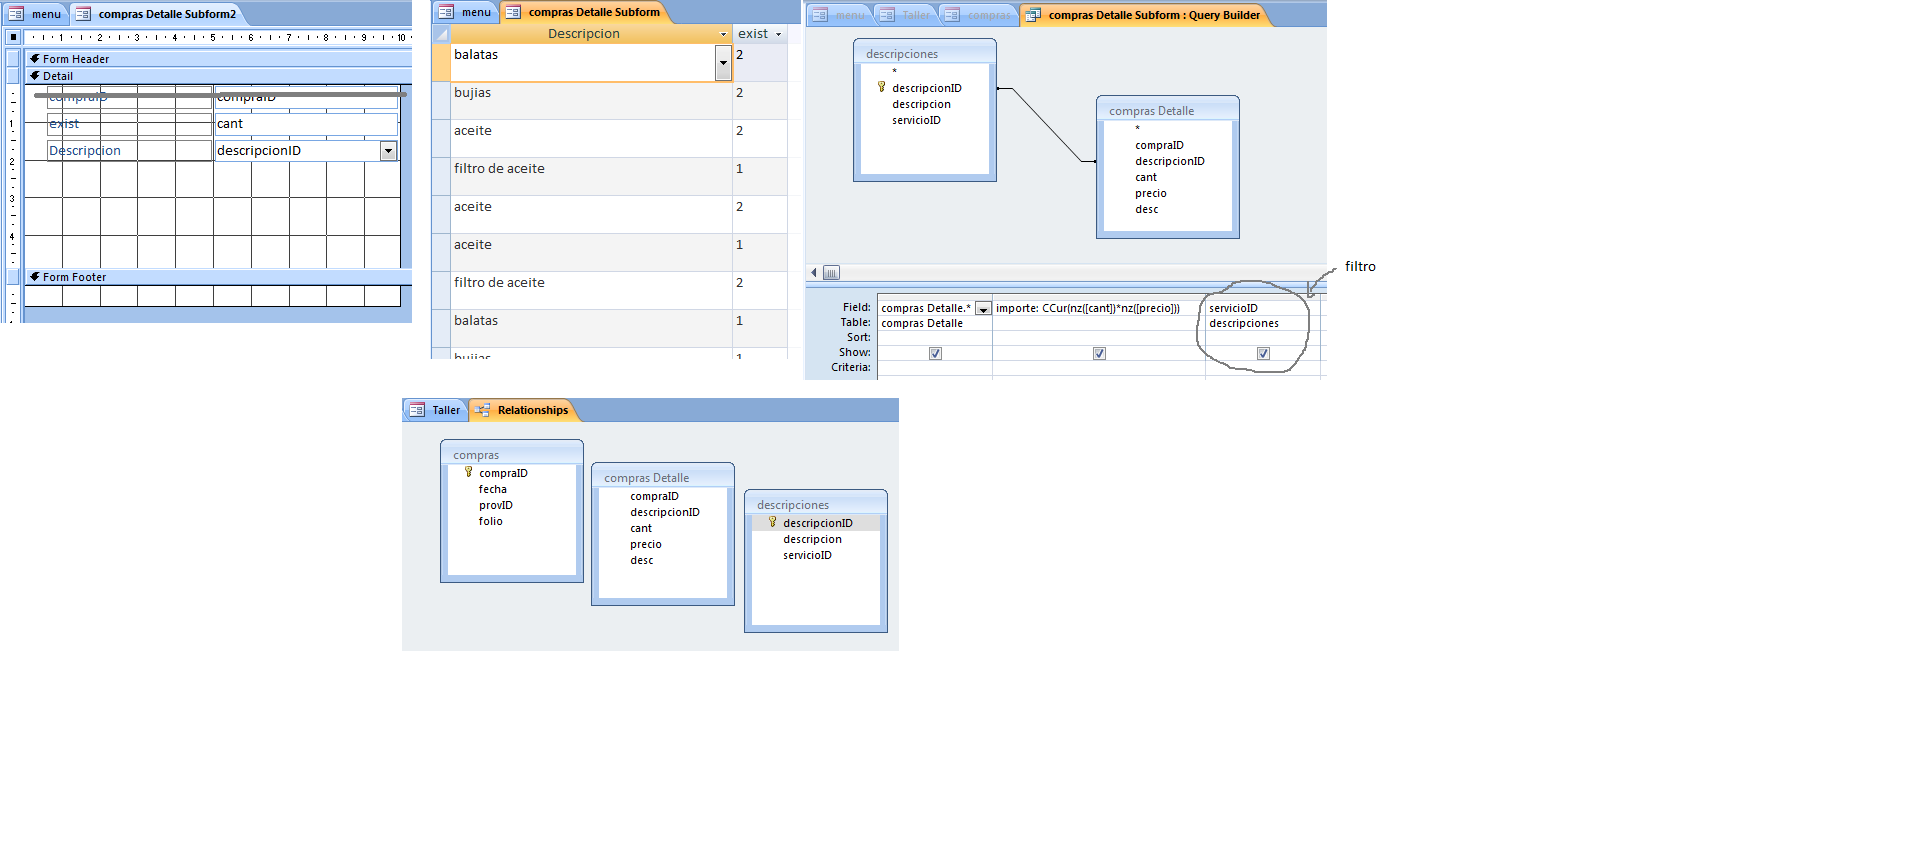 menu
compras Detalle Subform2
1 2 3 4 5 6 7 8 9 10
Form Header
Detail
compraID compraID
exist cant
Descripcion descripcionID
1
2
3
4
Form Footer
menu
compras Detalle Subform
Descripcion exist
balatas 2
bujias 2
aceite 2
filtro de aceite 1
aceite 2
aceite 1
filtro de aceite 2
balatas 1
bujias 1
menu
Taller
compras
compras Detalle Subform : Query Builder
descripciones
*
descripcionID
descripcion
servicioID
compras Detalle
*
compraID
descripcionID
cant
precio
desc
filtro
Field: compras Detalle.* importe: CCur(nz([cant])*nz([precio])) servicioID
Table: compras Detalle descripciones
Sort:
Show:
Criteria:
Taller
Relationships
compras
compraID
fecha
provID
folio
compras Detalle
compraID
descripcionID
cant
precio
desc
descripciones
descripcionID
descripcion
servicioID